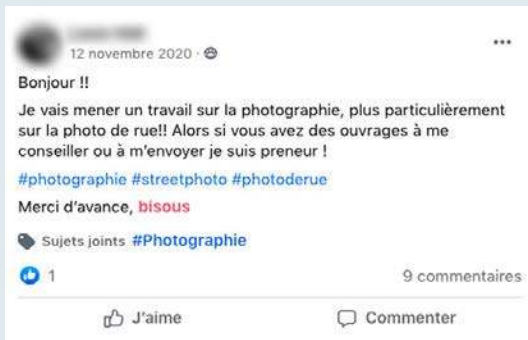 12 novembre 2020 ·
Bonjour !!
Je vais mener un travail sur la photographie, plus particulièrement
sur la photo de rue!! Alors si vous avez des ouvrages à me
conseiller ou à m'envoyer je suis preneur !
#photographie #streetphoto #photoderue
Merci d'avance, bisous
Sujets joints #Photographie
1 9 commentaires
J'aime Commenter